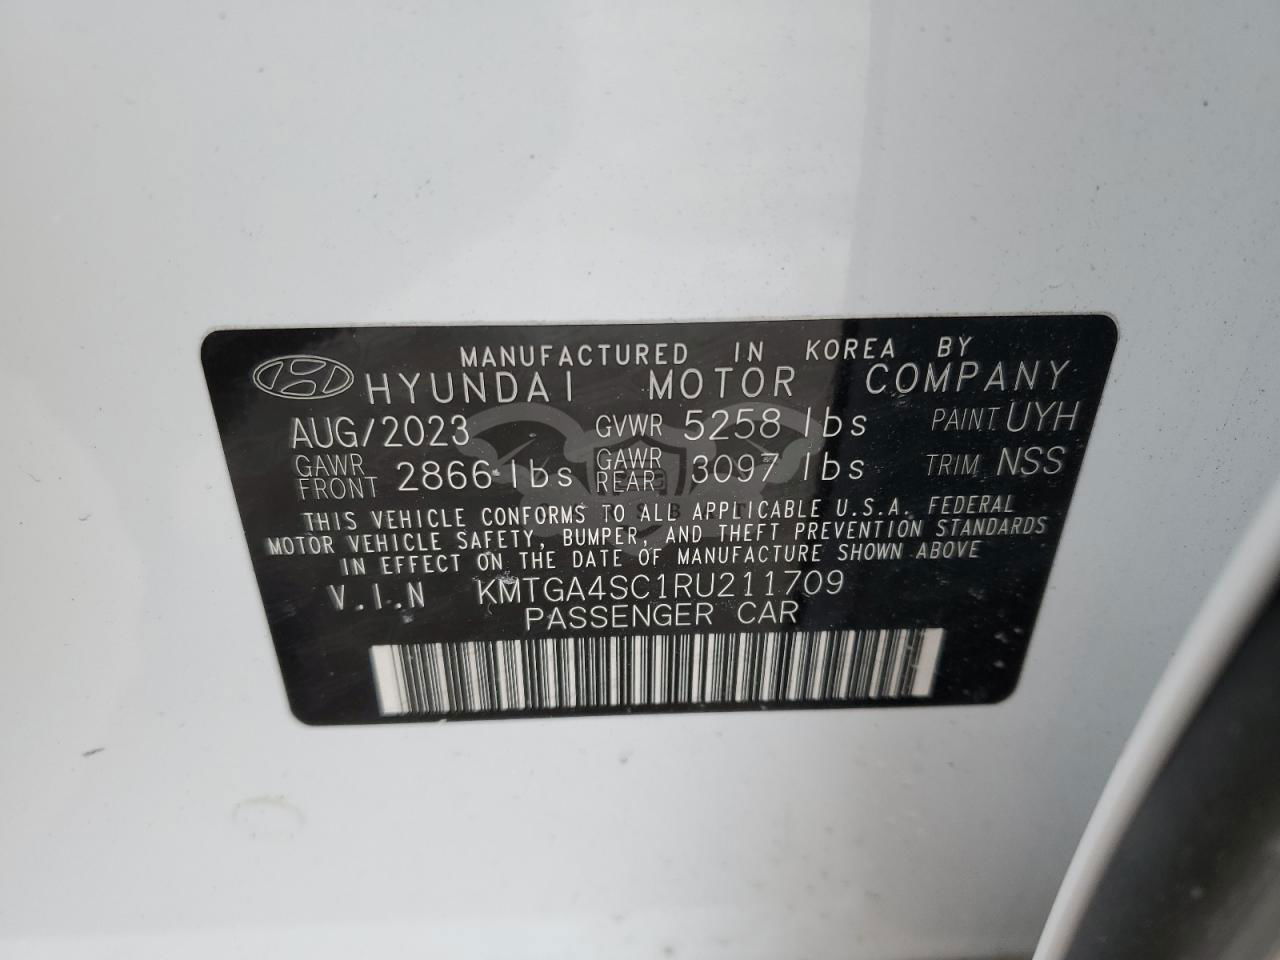 MANUFACTURED IN KOREA BY
HYUNDAI MOTOR COMPANY
AUG/2023 GVWR 5258 lbs PAINT UYH
GAWR FRONT 2866 lbs GAWR REAR 3097 lbs TRIM NSS
THIS VEHICLE CONFORMS TO ALL APPLICABLE U.S.A. FEDERAL
MOTOR VEHICLE SAFETY, BUMPER, AND THEFT PREVENTION STANDARDS
IN EFFECT ON THE DATE OF MANUFACTURE SHOWN ABOVE
V.I.N KMTGA4SC1RU211709
PASSENGER CAR